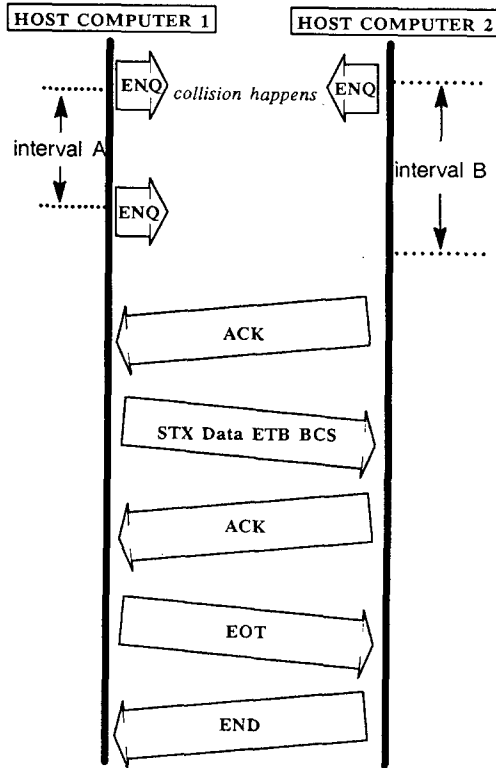 HOST COMPUTER 1
HOST COMPUTER 2
ENQ
collision happens
ENQ
interval A
interval B
ENQ
ACK
STX Data ETB BCS
ACK
EOT
END